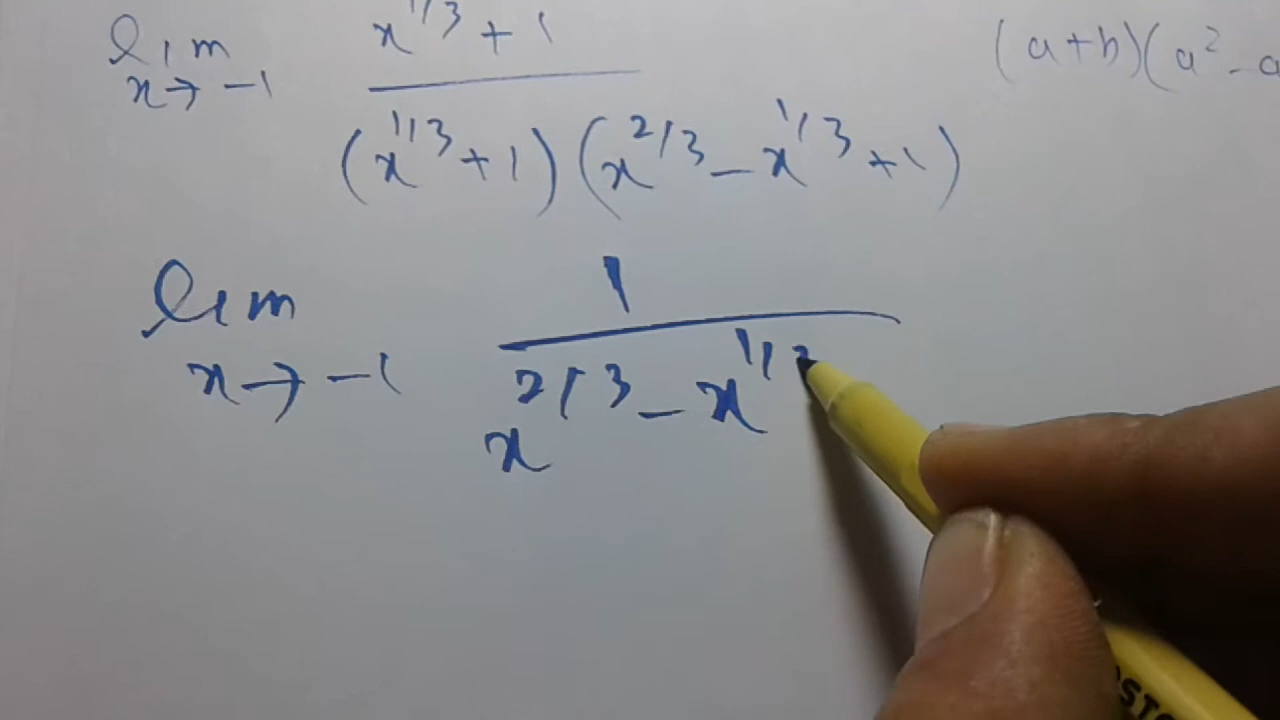 lim x^1/3 + 1
x → -1
(a+b)(a² - a
(x^1/3 + 1) (x^2/3 - x^1/3 + 1)
lim 1
x → -1 x^2/3 - x^1/3